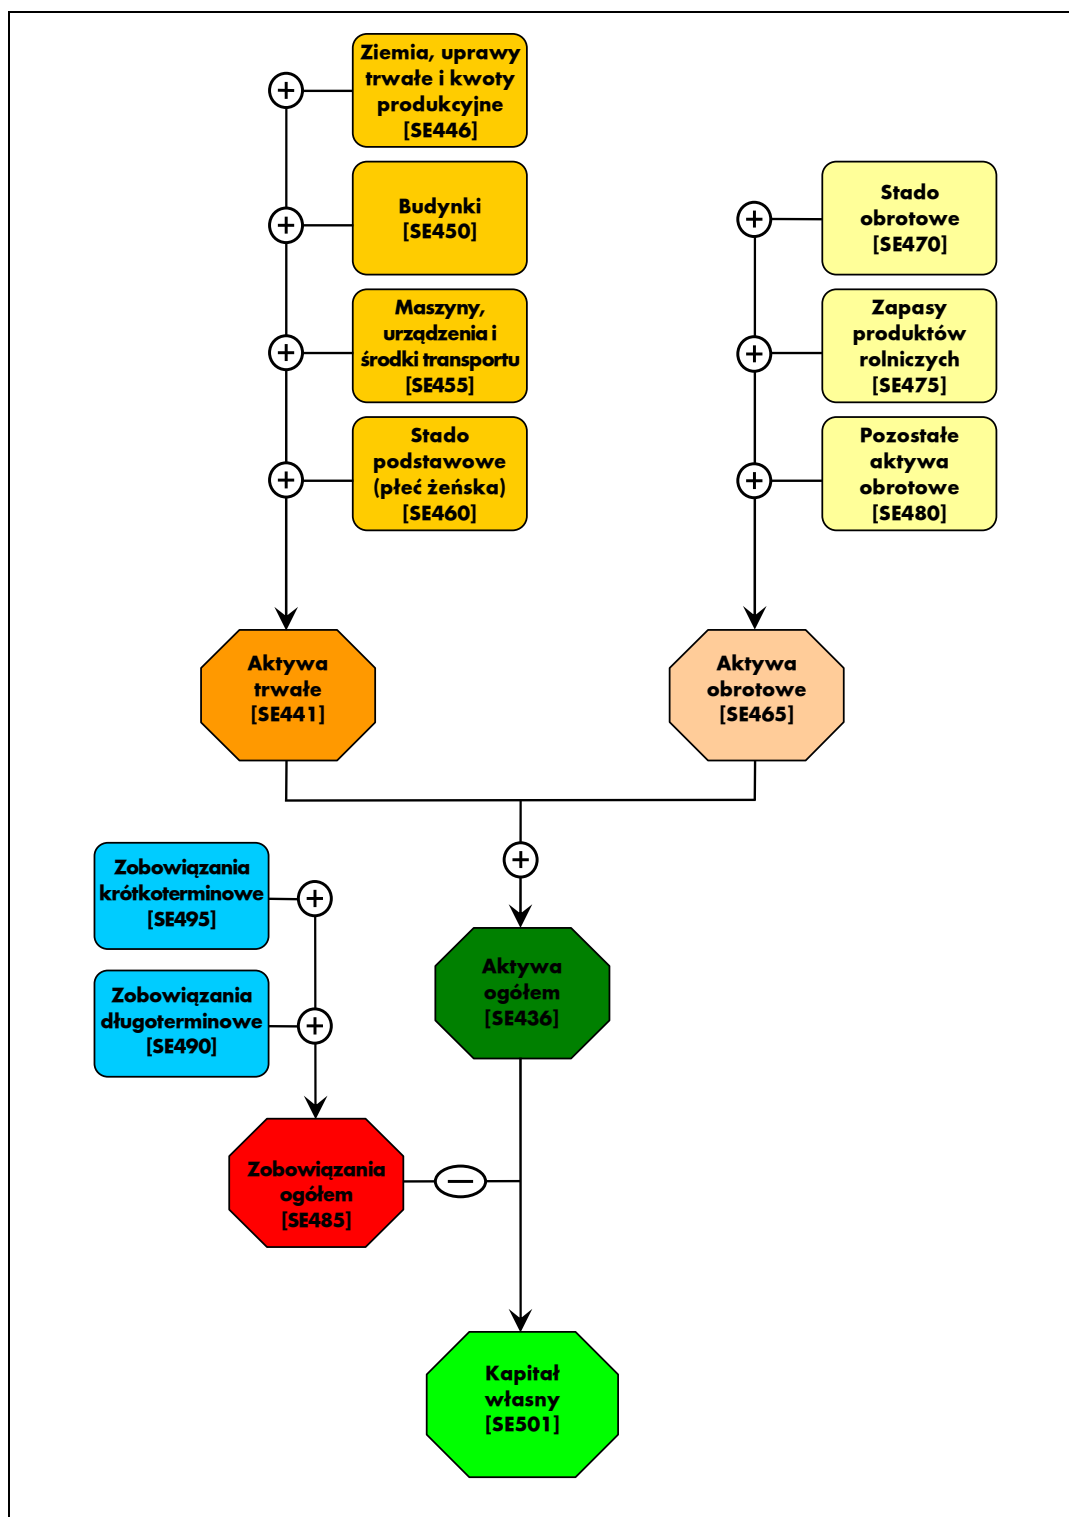 Ziemia, uprawy
trwałe i kwoty
produkcyjne
[SE446]
Budynki
[SE450]
Maszyny,
urządzenia i
środki transportu
[SE455]
Stado
podstawowe
(płeć żeńska)
[SE460]
Stado
obrotowe
[SE470]
Zapasy
produktów
rolniczych
[SE475]
Pozostałe
aktywa
obrotowe
[SE480]
Aktywa
trwałe
[SE441]
Aktywa
obrotowe
[SE465]
Zobowiązania
krótkoterminowe
[SE495]
Zobowiązania
długoterminowe
[SE490]
Aktywa
ogółem
[SE436]
Zobowiązania
ogółem
[SE485]
Kapitał
własny
[SE501]